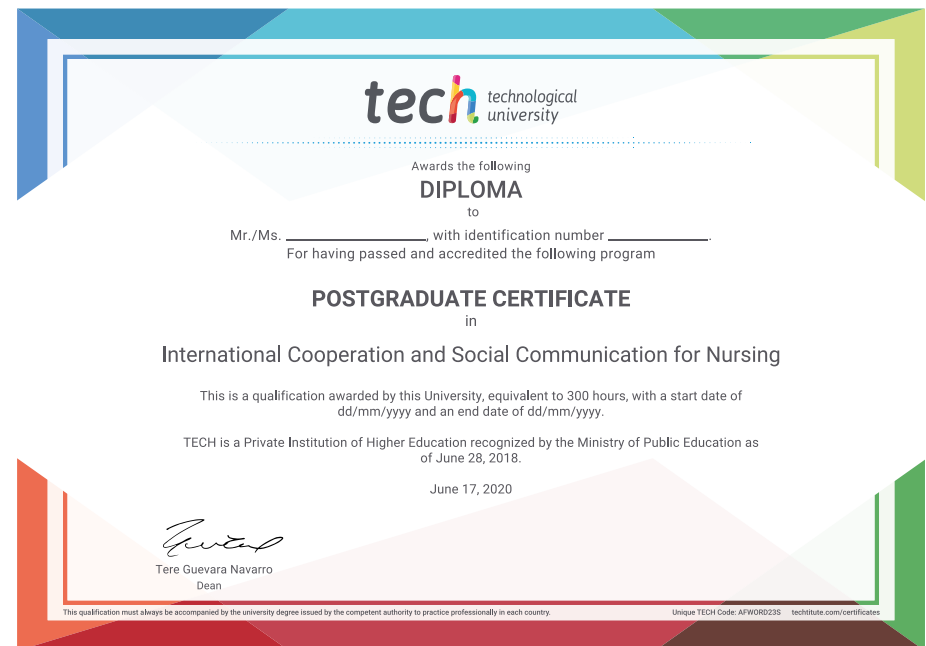 tech technological
university
Awards the following
DIPLOMA
to
Mr./Ms. ____________________, with identification number ______________.
For having passed and accredited the following program
POSTGRADUATE CERTIFICATE
in
International Cooperation and Social Communication for Nursing
This is a qualification awarded by this University, equivalent to 300 hours, with a start date of
dd/mm/yyyy and an end date of dd/mm/yyyy.
TECH is a Private Institution of Higher Education recognized by the Ministry of Public Education as
of June 28, 2018.
June 17, 2020
Tere Guevara Navarro
Dean
This qualification must always be accompanied by the university degree issued by the competent authority to practice professionally in each country. Unique TECH Code: AFWORD23S techtitute.com/certificates